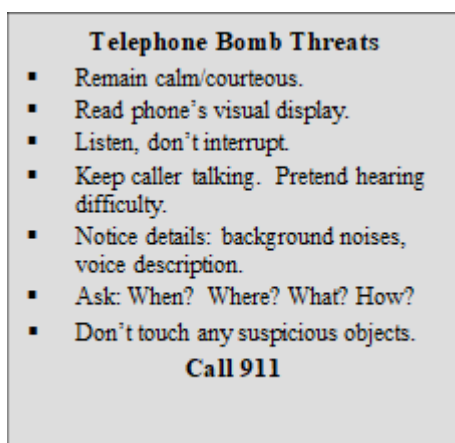 Telephone Bomb Threats
▪ Remain calm/courteous.
▪ Read phone's visual display.
▪ Listen, don't interrupt.
▪ Keep caller talking.  Pretend hearing
difficulty.
▪ Notice details: background noises,
voice description.
▪ Ask: When?  Where? What? How?
▪ Don't touch any suspicious objects.
Call 911